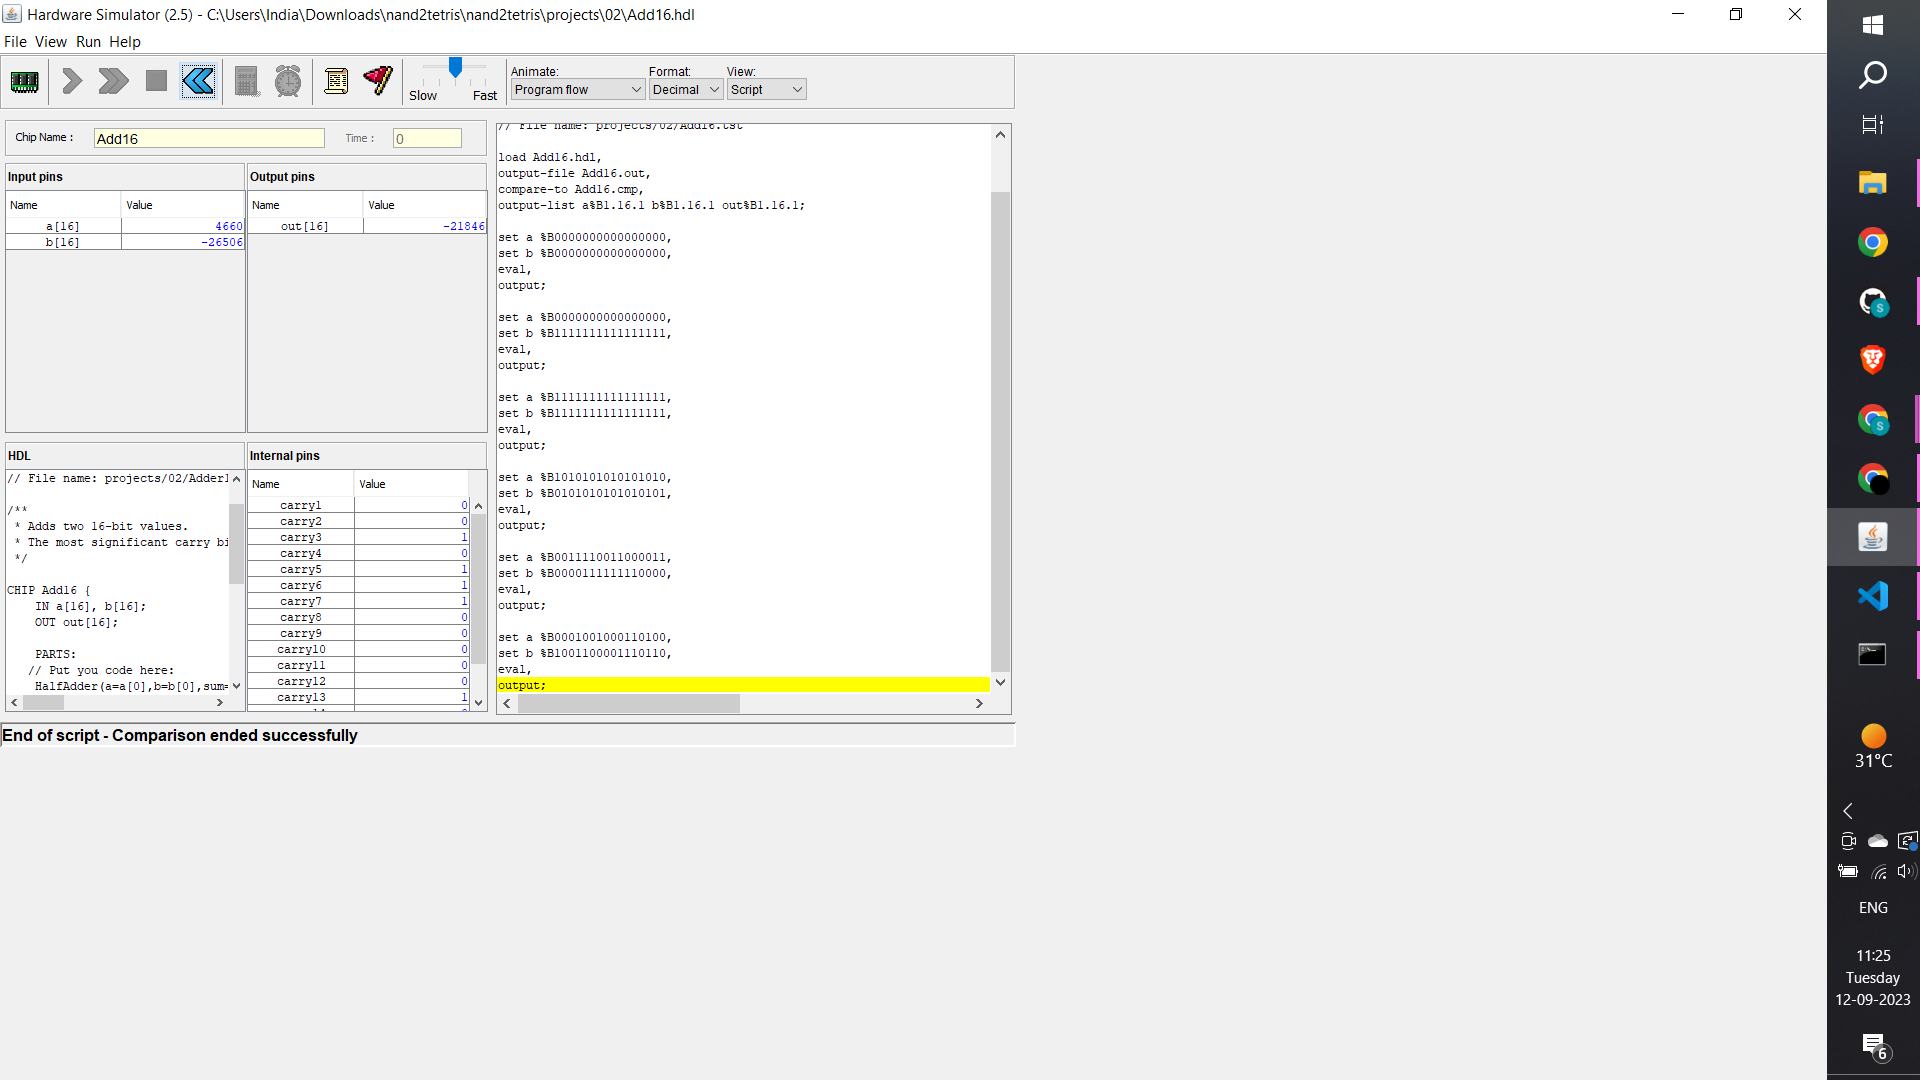 Hardware Simulator (2.5) - C:\Users\India\Downloads\nand2tetris\nand2tetris\projects\02\Add16.hdl
File View Run Help
Slow Fast
Animate:
Program flow
Format:
Decimal
View:
Script
Chip Name :
Add16
Time :
0
Input pins
Name Value
a[16] 4660
b[16] -26506
Output pins
Name Value
out[16] -21846
HDL
// File name: projects/02/Adder1
/**
* Adds two 16-bit values.
* The most significant carry bi
*/
CHIP Add16 {
IN a[16], b[16];
OUT out[16];
PARTS:
// Put you code here:
HalfAdder(a=a[0],b=b[0],sum=
Internal pins
Name Value
carry1 0
carry2 0
carry3 1
carry4 0
carry5 1
carry6 1
carry7 1
carry8 0
carry9 0
carry10 0
carry11 0
carry12 0
carry13 1
// File name: projects/02/Add16.tst
load Add16.hdl,
output-file Add16.out,
compare-to Add16.cmp,
output-list a%B1.16.1 b%B1.16.1 out%B1.16.1;
set a %B0000000000000000,
set b %B0000000000000000,
eval,
output;
set a %B0000000000000000,
set b %B1111111111111111,
eval,
output;
set a %B1111111111111111,
set b %B1111111111111111,
eval,
output;
set a %B1010101010101010,
set b %B0101010101010101,
eval,
output;
set a %B0011110011000011,
set b %B0000111111110000,
eval,
output;
set a %B0001001000110100,
set b %B1001100001110110,
eval,
output;
End of script - Comparison ended successfully
31°C
ENG
11:25
Tuesday
12-09-2023
6